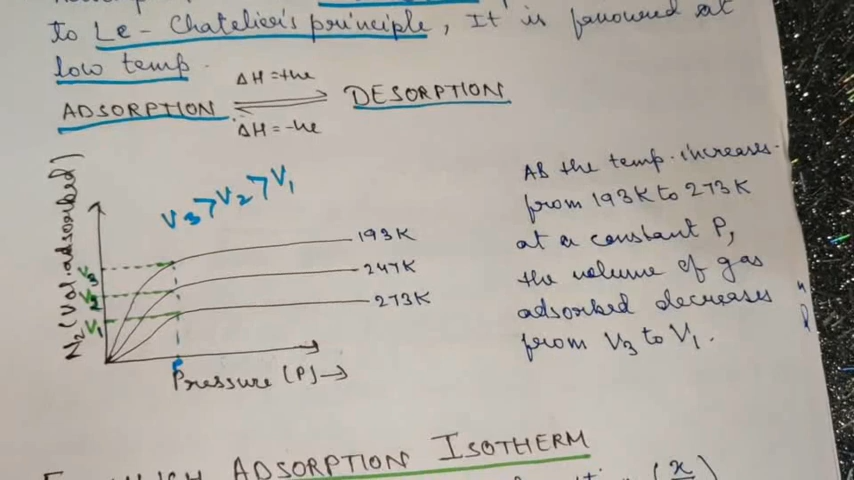 to Le-Chatelier's principle, It is favoured at
low temp.
ΔH=+ve
ADSORPTION ⇌ DESORPTION
ΔH=-ve
V3>V2>V1
N2 (Vol. adsorbed)
V3
V2
V1
193K
247K
273K
P
Pressure (P)→
As the temp. increases
from 193K to 273K
at a constant P,
the volume of gas
adsorbed decreases
from V3 to V1.
ADSORPTION ISOTHERM
(x